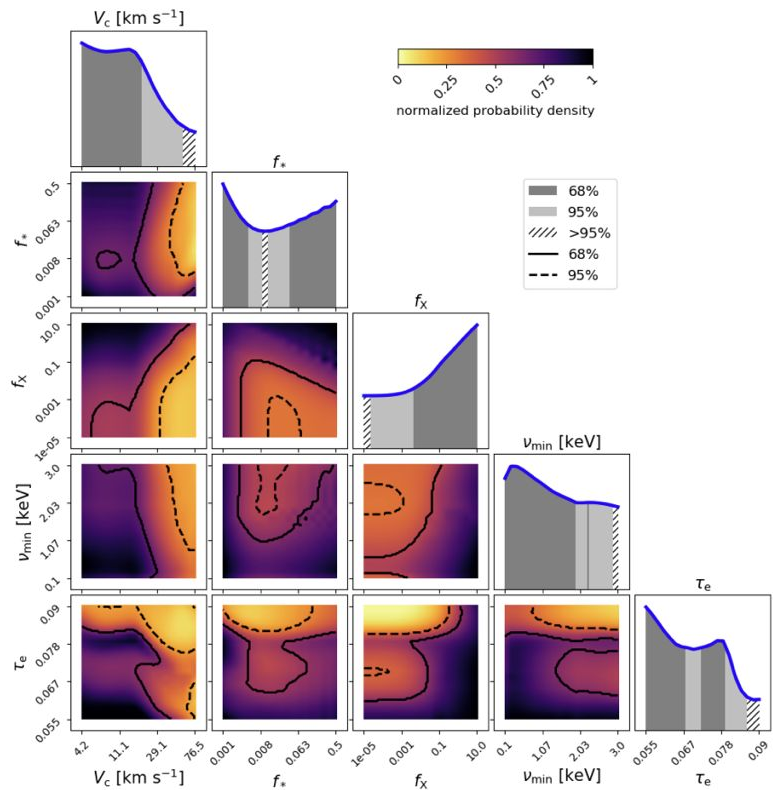 V_c [km s⁻¹]
0 0.25 0.5 0.75 1
normalized probability density
f_*
0.5
0.063
0.008
0.001
f_*
68%
95%
>95%
68%
95%
f_X
10.0
0.1
0.001
1e-05
f_X
ν_min [keV]
3.0
2.03
1.07
0.1
ν_min [keV]
τ_e
0.09
0.078
0.067
0.055
τ_e
4.2 11.1 29.1 76.5 0.001 0.008 0.063 0.5 1e-05 0.001 0.1 10.0 0.1 1.07 2.03 3.0 0.055 0.067 0.078 0.09
V_c [km s⁻¹] f_* f_X ν_min [keV] τ_e